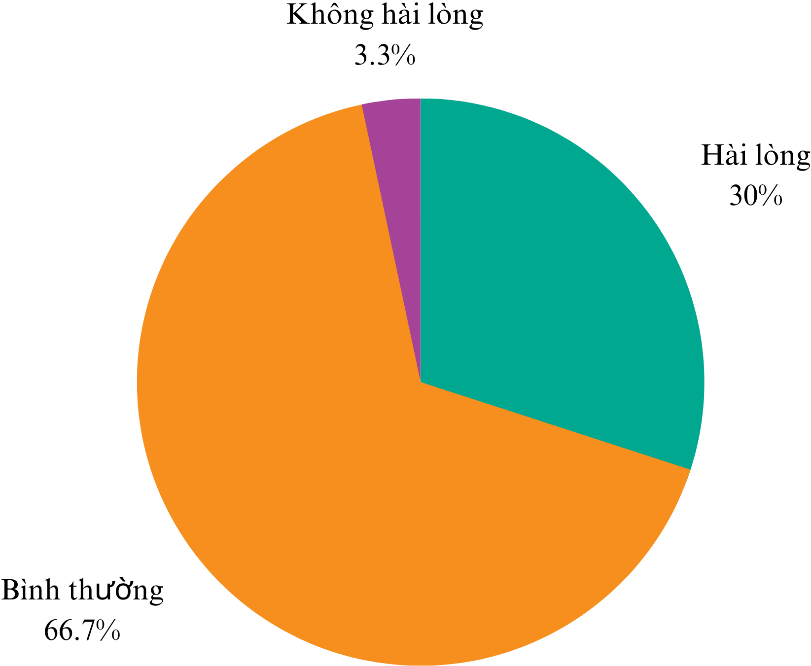 Không hài lòng
3.3%
Hài lòng
30%
Bình thường
66.7%